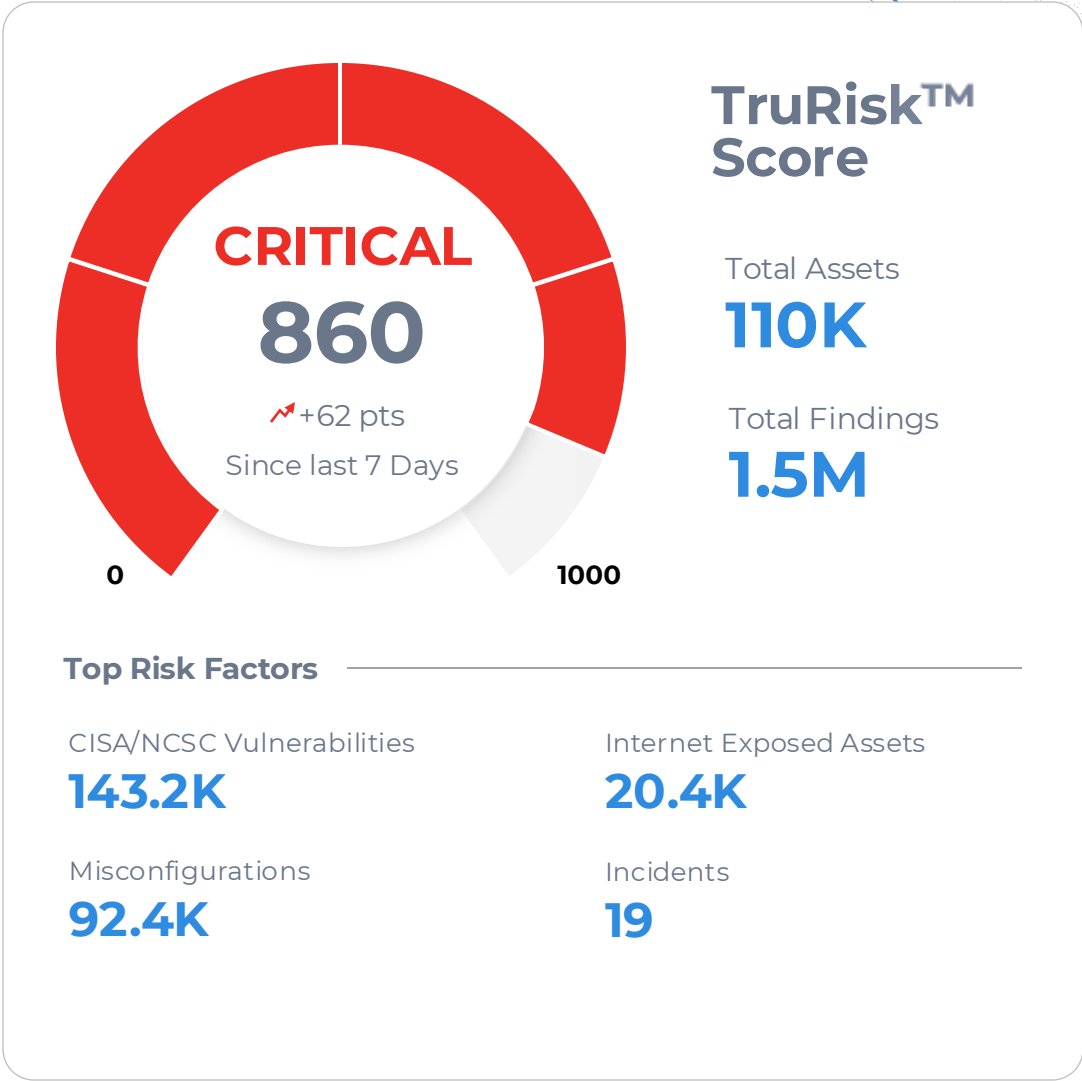 TruRisk™
Score
CRITICAL
860
+62 pts
Since last 7 Days
0
1000
Total Assets
110K
Total Findings
1.5M
Top Risk Factors
CISA/NCSC Vulnerabilities
143.2K
Internet Exposed Assets
20.4K
Misconfigurations
92.4K
Incidents
19